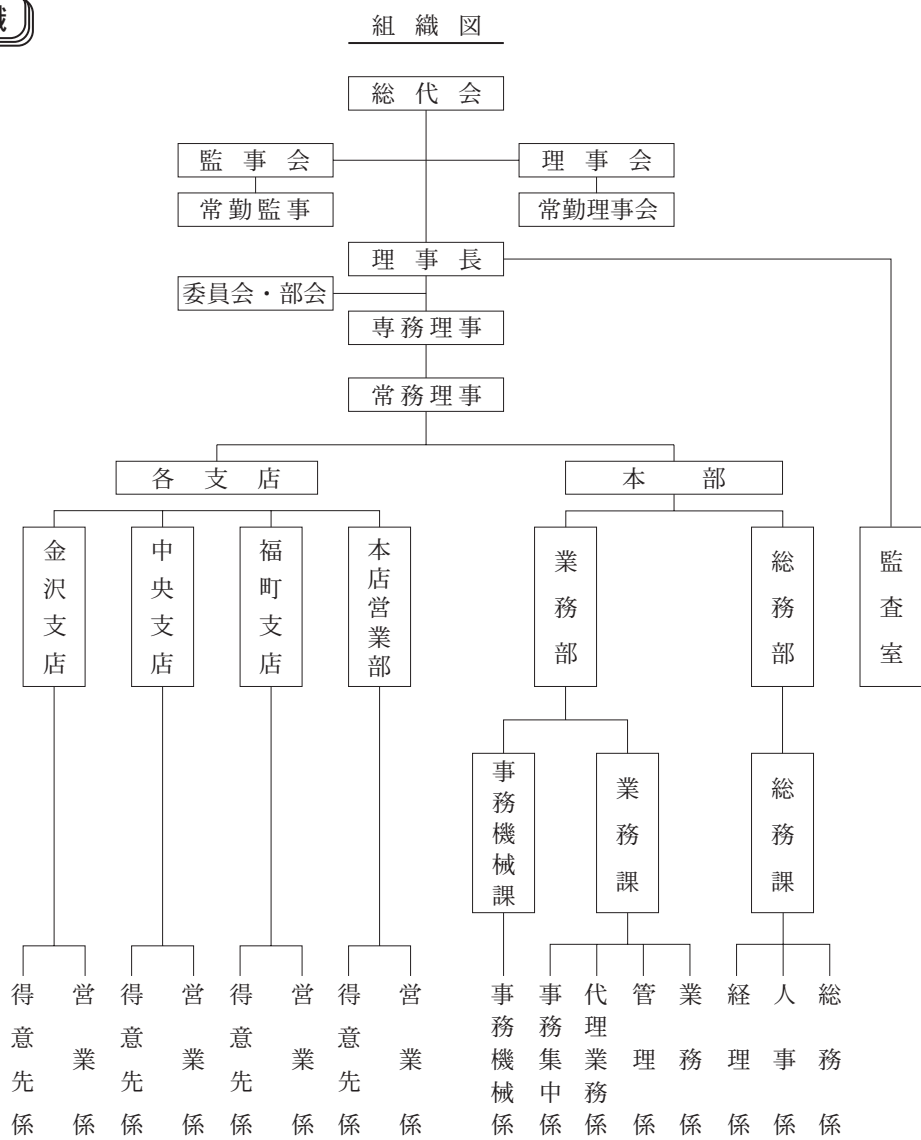 組織図
総代会
監事会
理事会
常勤監事
常勤理事会
理事長
委員会・部会
専務理事
常務理事
各支店
本部
金沢支店
中央支店
福町支店
本店営業部
業務部
総務部
監査室
事務機械課
業務課
総務課
得意先係
営業係
得意先係
営業係
得意先係
営業係
得意先係
営業係
事務機械係
事務集中係
代理業務係
管理係
業務係
経理係
人事係
総務係